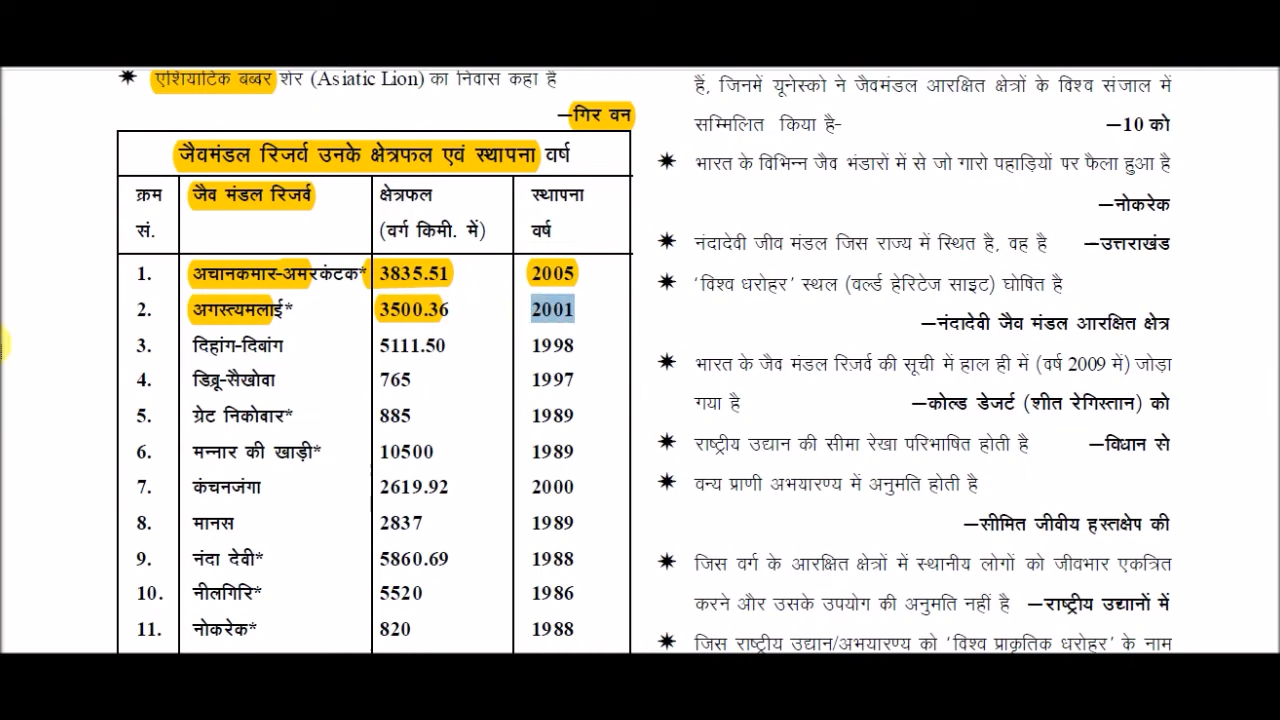 * एशियाटिक बब्बर शेर (Asiatic Lion) का निवास कहा है
–गिर वन
जैवमंडल रिजर्व उनके क्षेत्रफल एवं स्थापना वर्ष
क्रम सं. जैव मंडल रिजर्व क्षेत्रफल (वर्ग किमी. में) स्थापना वर्ष
1. अचानकमार-अमरकंटक* 3835.51 2005
2. अगस्त्यमलाई* 3500.36 2001
3. दिहांग-दिबांग 5111.50 1998
4. डिब्रू-सैखोवा 765 1997
5. ग्रेट निकोबार* 885 1989
6. मन्नार की खाड़ी* 10500 1989
7. कंचनजंगा 2619.92 2000
8. मानस 2837 1989
9. नंदा देवी* 5860.69 1988
10. नीलगिरि* 5520 1986
11. नोकरेक* 820 1988
हैं, जिनमें यूनेस्को ने जैवमंडल आरक्षित क्षेत्रों के विश्व संजाल में
सम्मिलित किया है- –10 को
* भारत के विभिन्न जैव भंडारों में से जो गारो पहाड़ियों पर फैला हुआ है
–नोकरेक
* नंदादेवी जीव मंडल जिस राज्य में स्थित है, वह है –उत्तराखंड
* ‘विश्व धरोहर’ स्थल (वर्ल्ड हेरिटेज साइट) घोषित है
–नंदादेवी जैव मंडल आरक्षित क्षेत्र
* भारत के जैव मंडल रिज़र्व की सूची में हाल ही में (वर्ष 2009 में) जोड़ा
गया है –कोल्ड डेजर्ट (शीत रेगिस्तान) को
* राष्ट्रीय उद्यान की सीमा रेखा परिभाषित होती है –विधान से
* वन्य प्राणी अभयारण्य में अनुमति होती है
–सीमित जीवीय हस्तक्षेप की
* जिस वर्ग के आरक्षित क्षेत्रों में स्थानीय लोगों को जीवभार एकत्रित
करने और उसके उपयोग की अनुमति नहीं है –राष्ट्रीय उद्यानों में
* जिस राष्ट्रीय उद्यान/अभयारण्य को ‘विश्व प्राकृतिक धरोहर’ के नाम